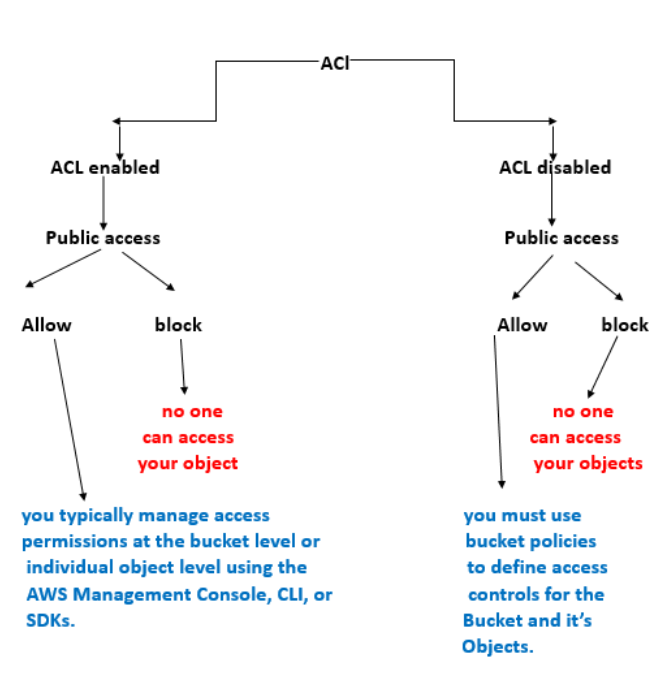 ACl
ACL enabled
ACL disabled
Public access
Public access
Allow
block
Allow
block
no one
can access
your object
no one
can access
your objects
you typically manage access
permissions at the bucket level or
individual object level using the
AWS Management Console, CLI, or
SDKs.
you must use
bucket policies
to define access
controls for the
Bucket and it's
Objects.